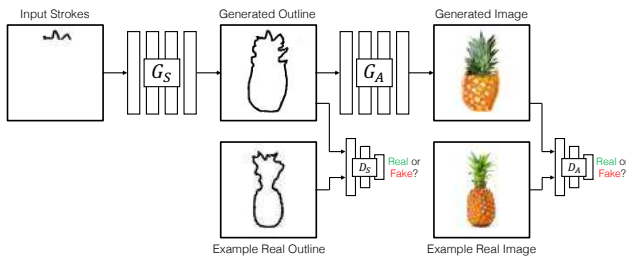 Input Strokes
Generated Outline
Generated Image
G_S
G_A
D_S
Real or
Fake?
D_A
Real or
Fake?
Example Real Outline
Example Real Image